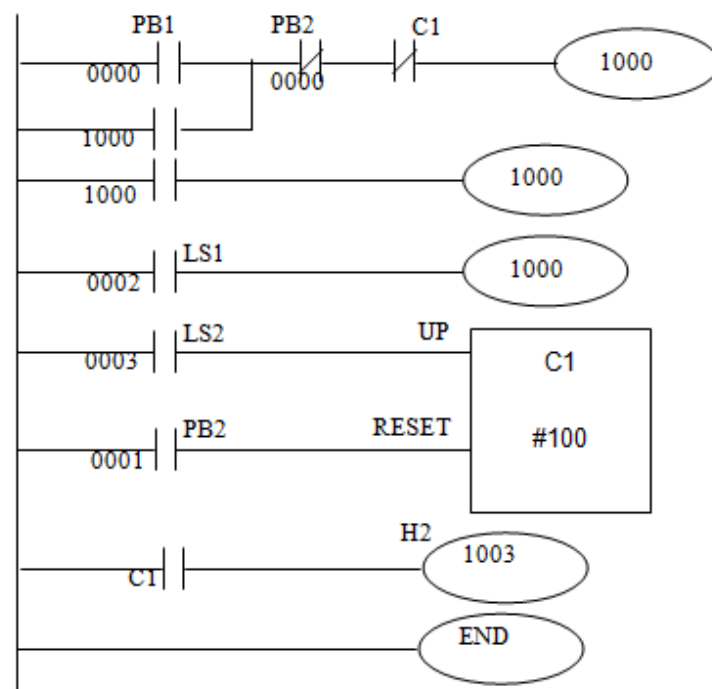 PB1 PB2 C1
0000 0000 1000
1000
1000 1000
LS1
0002 1000
LS2 UP
0003 C1
PB2 RESET #100
0001
H2
C1 1003
END